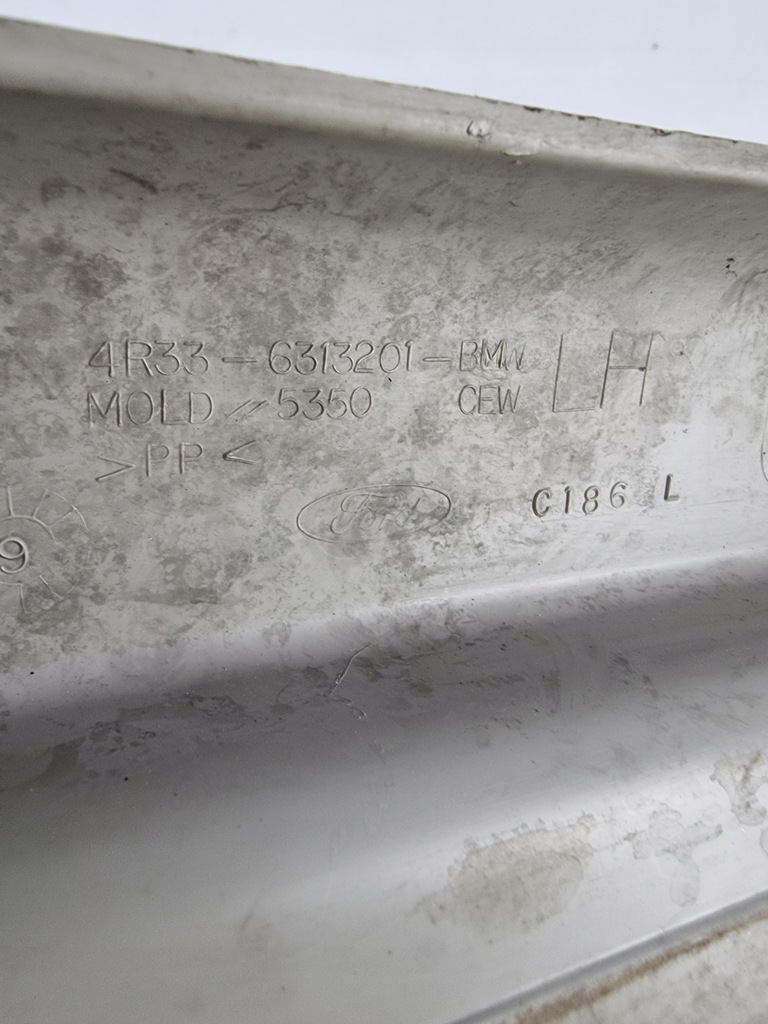 4R33-6313201-BMW LH
MOLD // 5350 CEW
>PP<
Ford
C186 L
9